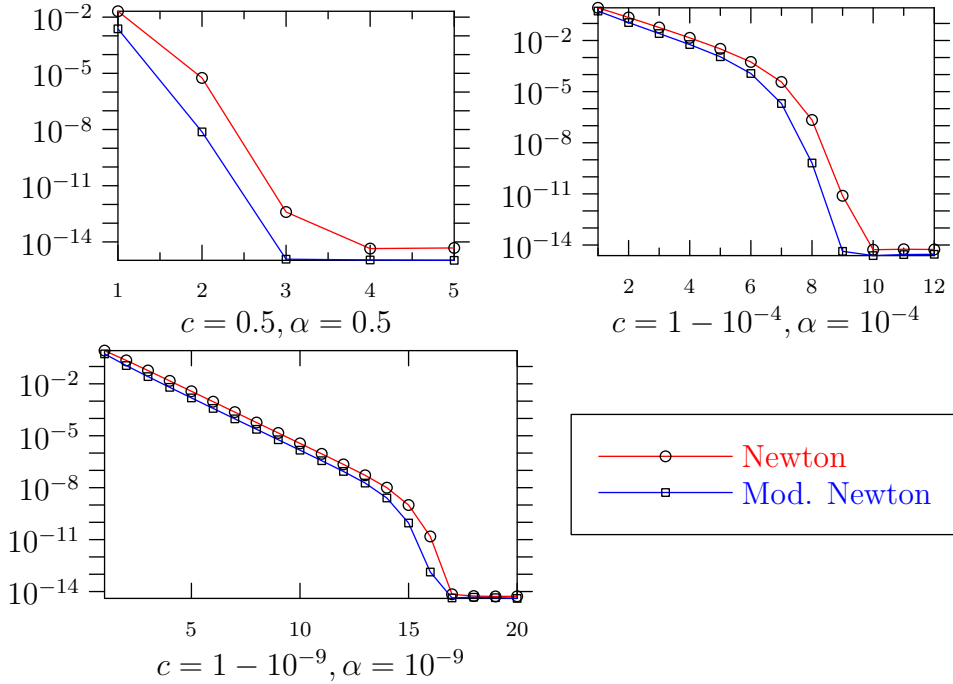 10^{-2}
10^{-5}
10^{-8}
10^{-11}
10^{-14}
1 2 3 4 5
c = 0.5, α = 0.5
10^{-2}
10^{-5}
10^{-8}
10^{-11}
10^{-14}
2 4 6 8 10 12
c = 1 − 10^{-4}, α = 10^{-4}
10^{-2}
10^{-5}
10^{-8}
10^{-11}
10^{-14}
5 10 15 20
c = 1 − 10^{-9}, α = 10^{-9}
Newton
Mod. Newton